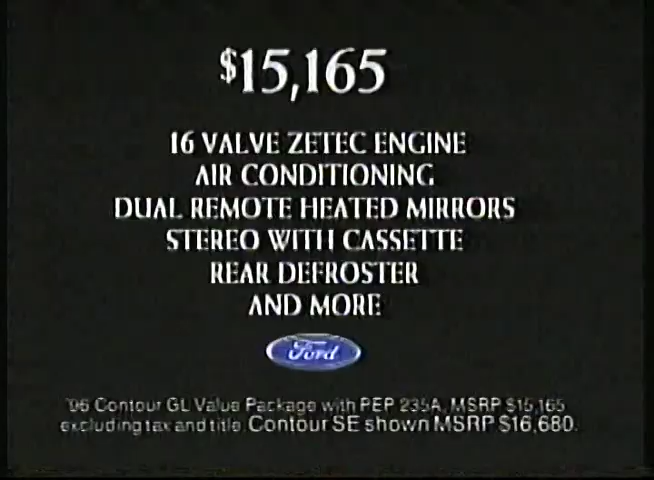 $15,165
16 VALVE ZETEC ENGINE
AIR CONDITIONING
DUAL REMOTE HEATED MIRRORS
STEREO WITH CASSETTE
REAR DEFROSTER
AND MORE
Ford
'96 Contour GL Value Package with PEP 235A, MSRP $15,165
excluding tax and title. Contour SE shown MSRP $16,680.